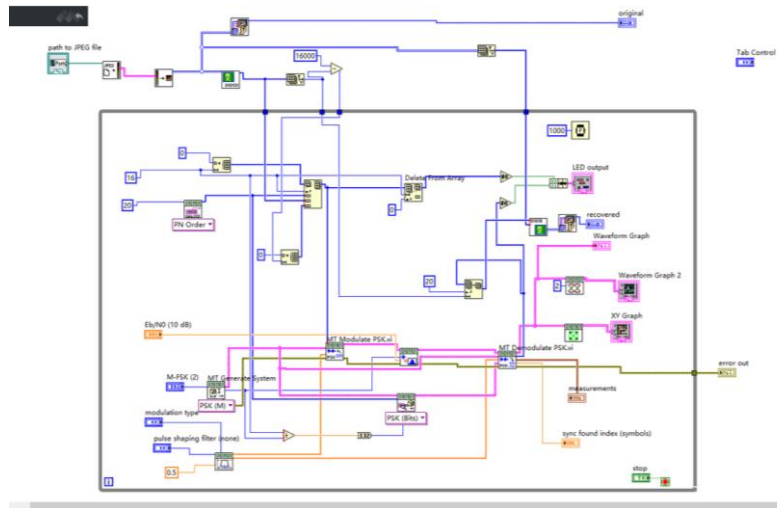 original
path to JPEG file
Tab Control
16000
1000
0
Delete From Array
LED output
16
20
0
PN Order
recovered
Waveform Graph
0
20
Waveform Graph 2
2
XY Graph
Eb/N0 (10 dB)
MT Modulate PSK.vi
MT Demodulate PSK.vi
error out
M-FSK (2)
MT Generate System
measurements
PSK (M)
PSK (Bits)
modulation type
sync found index (symbols)
pulse shaping filter (none)
0.5
stop
i